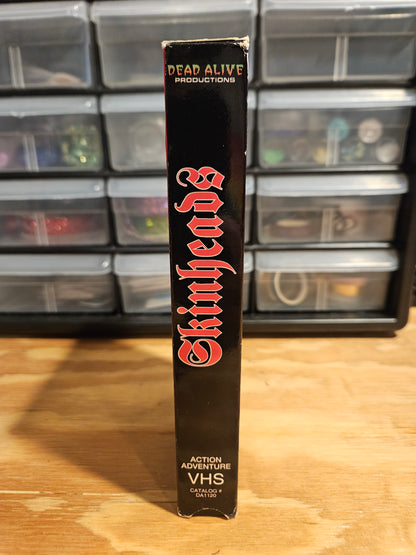 DEAD ALIVE
PRODUCTIONS
Skinheads
ACTION
ADVENTURE
VHS
CATALOG #
DA1120